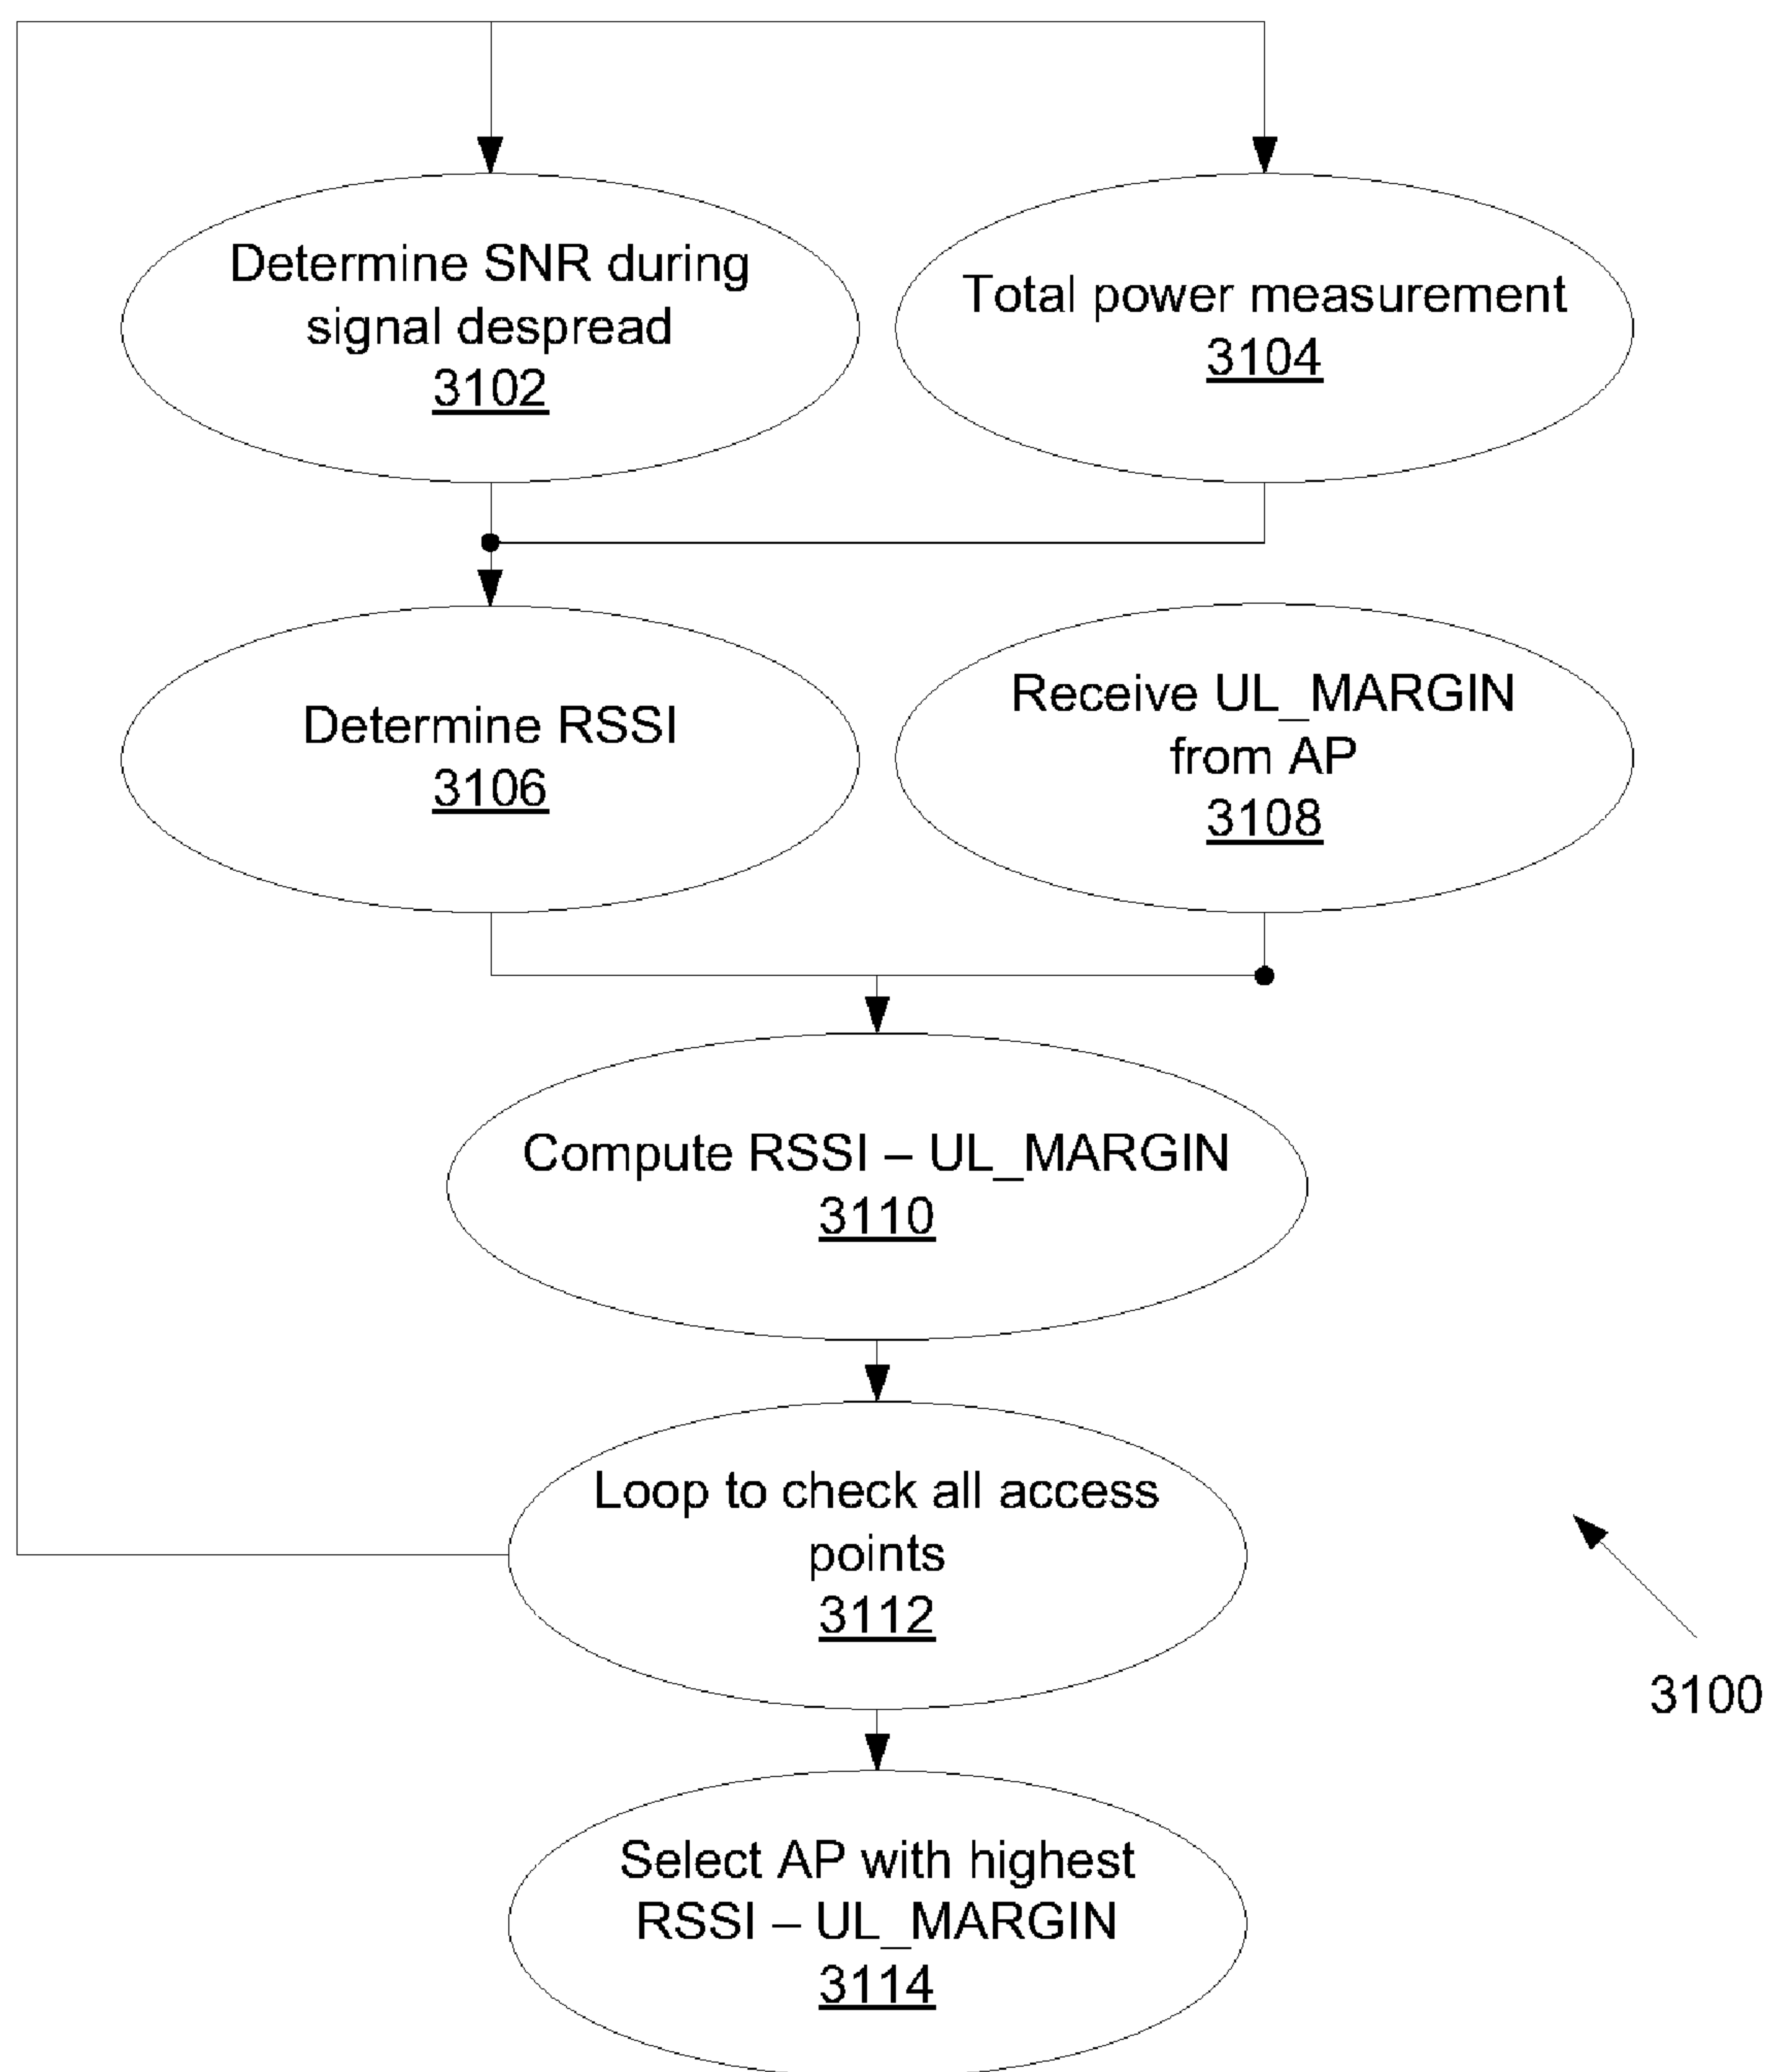 Determine SNR during
signal despread
3102
Total power measurement
3104
Determine RSSI
3106
Receive UL_MARGIN
from AP
3108
Compute RSSI – UL_MARGIN
3110
Loop to check all access
points
3112
3100
Select AP with highest
RSSI – UL_MARGIN
3114